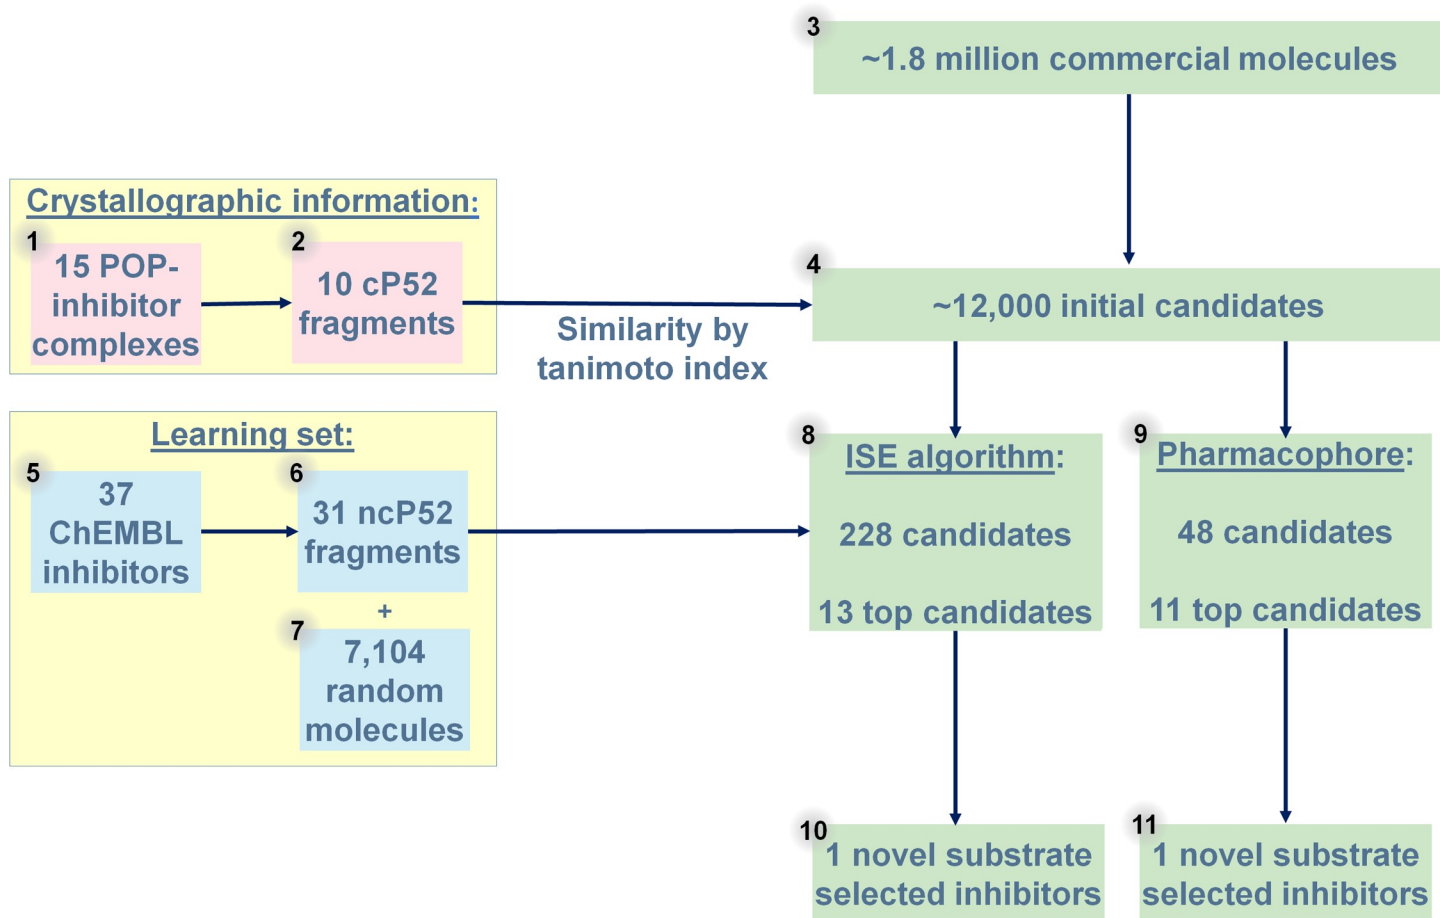 3
~1.8 million commercial molecules
Crystallographic information:
1
15 POP-
inhibitor
complexes
2
10 cP52
fragments
Similarity by
tanimoto index
4
~12,000 initial candidates
Learning set:
5
37
ChEMBL
inhibitors
6
31 ncP52
fragments
+
7
7,104
random
molecules
8
ISE algorithm:
228 candidates
13 top candidates
9
Pharmacophore:
48 candidates
11 top candidates
10
1 novel substrate
selected inhibitors
11
1 novel substrate
selected inhibitors